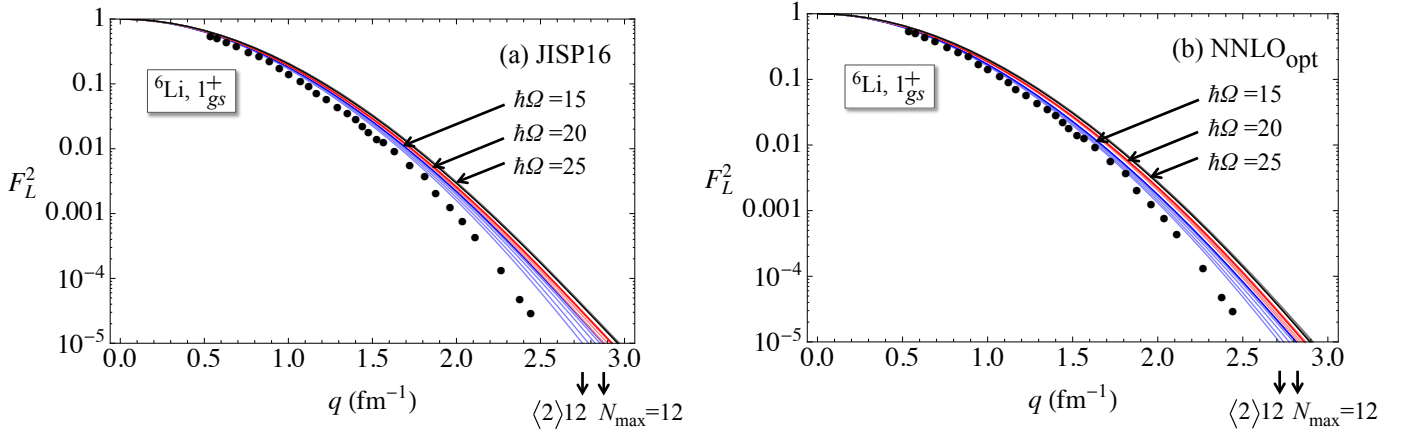 (a) JISP16
⁶Li, 1⁺gs
ħΩ =15
ħΩ =20
ħΩ =25
F²L
1
0.1
0.01
0.001
10⁻⁴
10⁻⁵
0.0 0.5 1.0 1.5 2.0 2.5 3.0
q (fm⁻¹)
⟨2⟩12 Nmax=12
(b) NNLOopt
⁶Li, 1⁺gs
ħΩ =15
ħΩ =20
ħΩ =25
F²L
1
0.1
0.01
0.001
10⁻⁴
10⁻⁵
0.0 0.5 1.0 1.5 2.0 2.5 3.0
q (fm⁻¹)
⟨2⟩12 Nmax=12